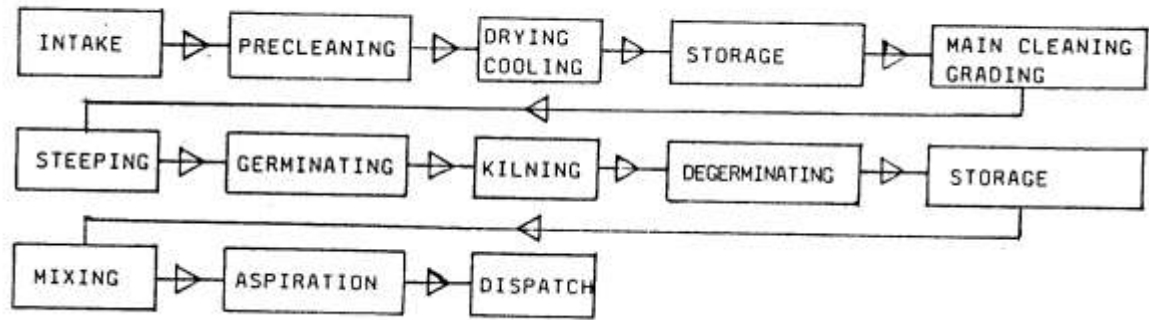 INTAKE
PRECLEANING
DRYING
COOLING
STORAGE
MAIN CLEANING
GRADING
STEEPING
GERMINATING
KILNING
DEGERMINATING
STORAGE
MIXING
ASPIRATION
DISPATCH